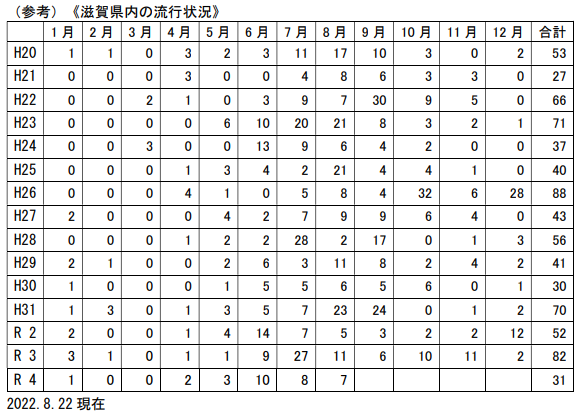 (参考)《滋賀県内の流行状況》
1月 2月 3月 4月 5月 6月 7月 8月 9月 10月 11月 12月 合計
H20 1 1 0 3 2 3 11 17 10 3 0 2 53
H21 0 0 0 3 0 0 4 8 6 3 3 0 27
H22 0 0 2 1 0 3 9 7 30 9 5 0 66
H23 0 0 0 0 6 10 20 21 8 3 2 1 71
H24 0 0 3 0 0 13 9 6 4 2 0 0 37
H25 0 0 0 1 3 4 2 21 4 4 1 0 40
H26 0 0 0 4 1 0 5 8 4 32 6 28 88
H27 2 0 0 0 4 2 7 9 9 6 4 0 43
H28 0 0 0 1 2 2 28 2 17 0 1 3 56
H29 2 1 0 0 2 6 3 11 8 2 4 2 41
H30 1 0 0 0 1 5 5 6 5 6 0 1 30
H31 1 3 0 1 3 5 7 23 24 0 1 2 70
R 2 2 0 0 1 4 14 7 5 3 2 2 12 52
R 3 3 1 0 1 1 9 27 11 6 10 11 2 82
R 4 1 0 0 2 3 10 8 7 31
2022.8.22 現在